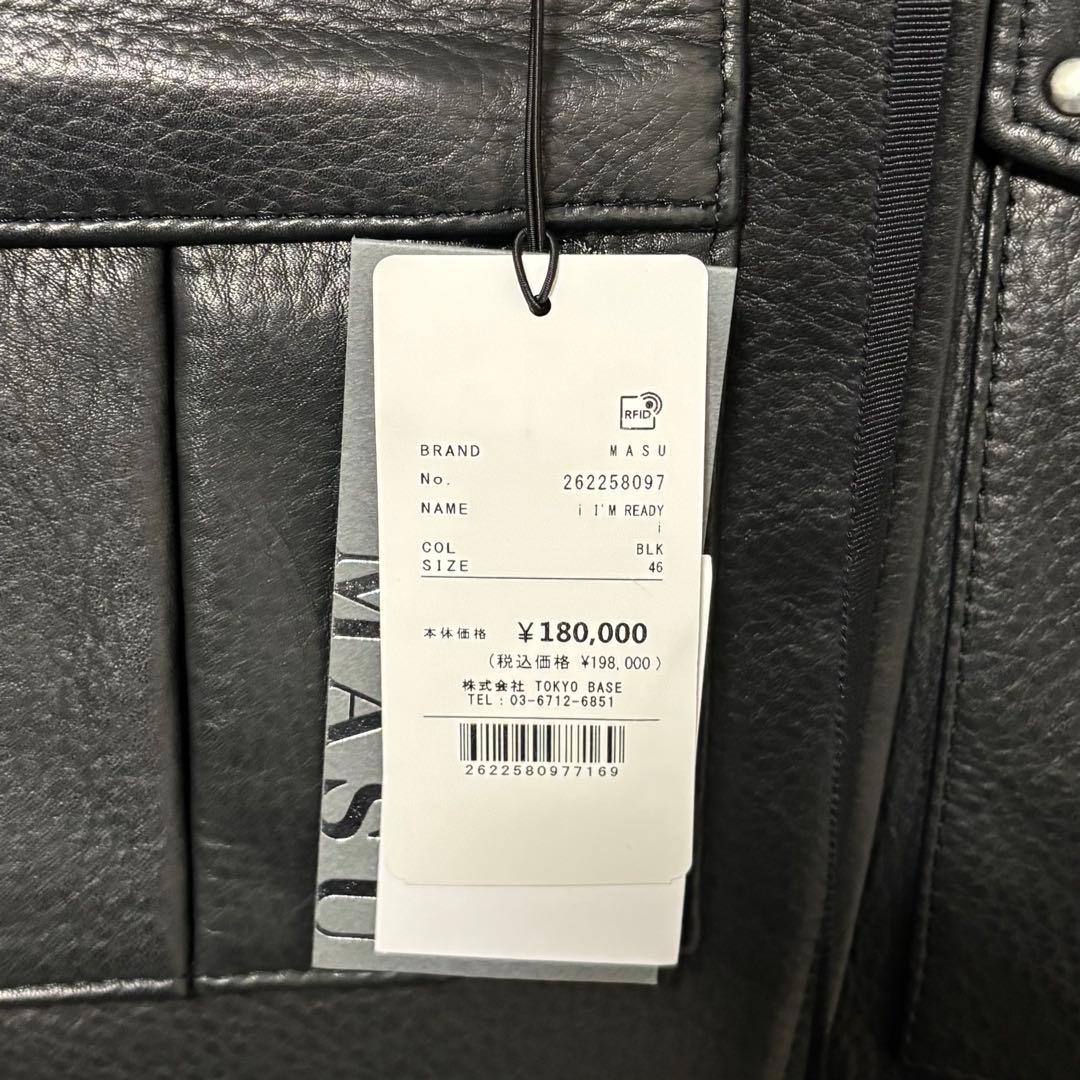 RFID
BRAND MASU
No. 262258097
NAME i I'M READY
i
COL BLK
SIZE 46
本体価格 ¥180,000
(税込価格 ¥198,000)
株式会社 TOKYO BASE
TEL:03-6712-6851
2622580977169
MASU